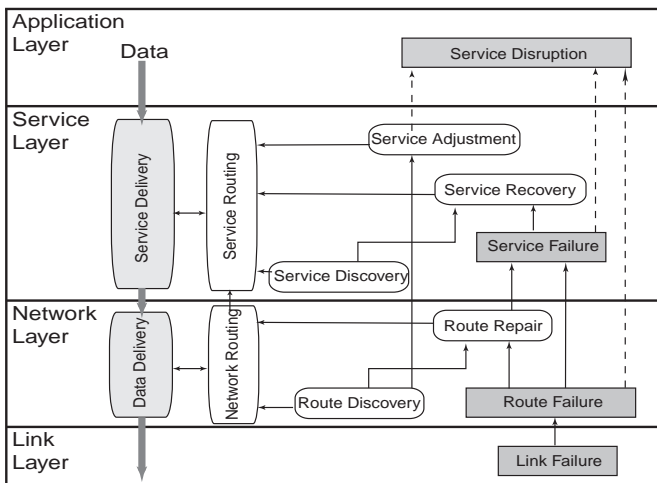 Application
Layer
Data
Service Disruption
Service
Layer
Service Delivery
Service Routing
Service Adjustment
Service Recovery
Service Failure
Service Discovery
Network
Layer
Data Delivery
Network Routing
Route Repair
Route Discovery
Route Failure
Link
Layer
Link Failure